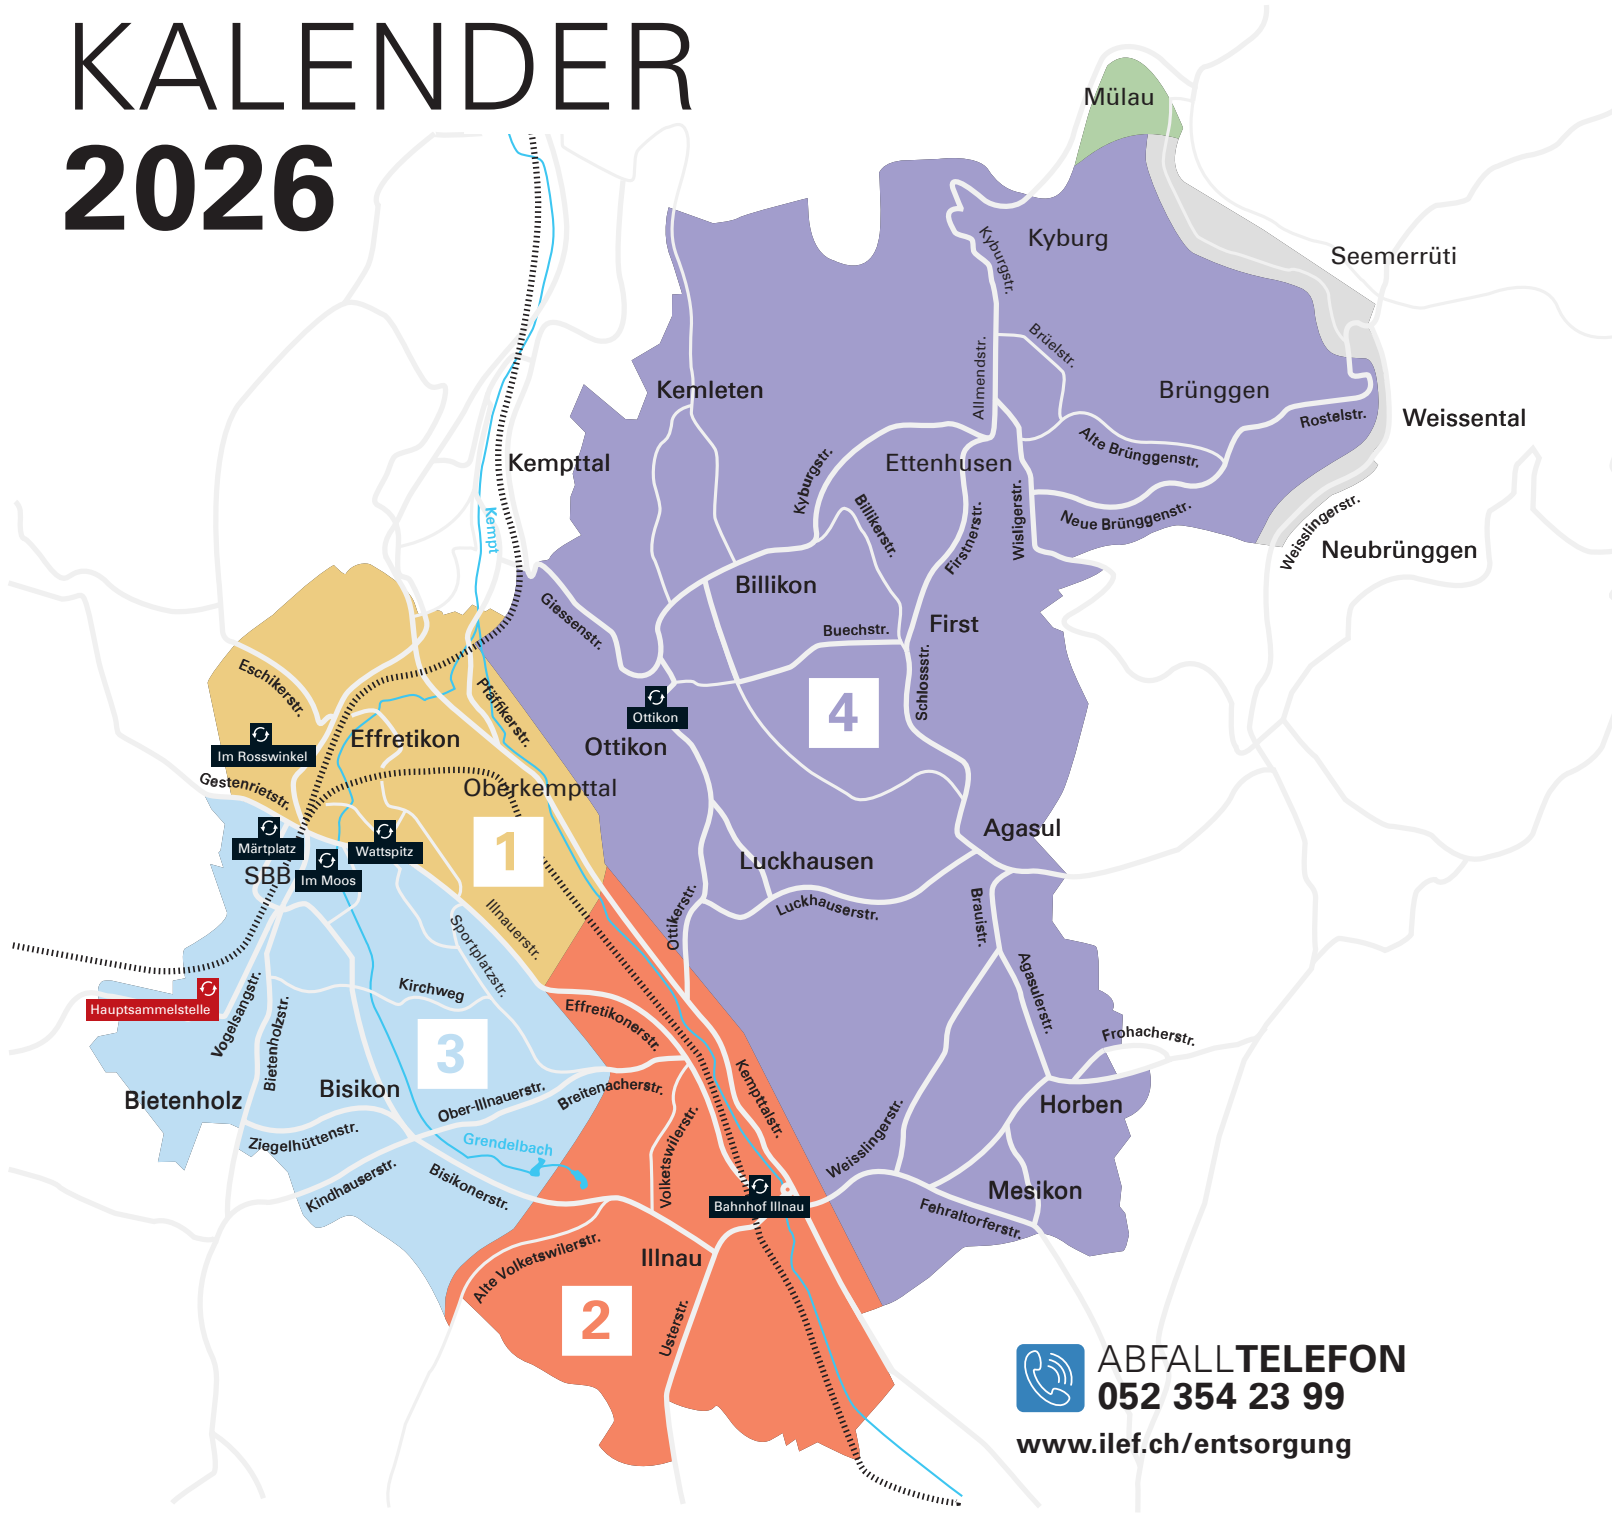 KALENDER
2026
Mülau
Kyburg
Seemerrüti
Kyburgstr.
Brüelstr.
Allmendstr.
Kemleten
Brünggen
Rostelstr.
Weissental
Alte Brünggenstr.
Kempttal
Ettenhusen
Kyburgstr.
Billikerstr.
Firstnerstr.
Wisligerstr.
Neue Brünggenstr.
Weisslingerstr.
Neubrünggen
Kempt
Billikon
Giessenstr.
Buechstr.
First
Schlossstr.
Eschikerstr.
Pfäffikerstr.
Ottikon
4
Im Rosswinkel
Effretikon
Ottikon
Gestenrietstr.
Oberkempttal
Märtplatz
Wattspitz
1
Agasul
SBB
Im Moos
Luckhausen
Luckhauserstr.
Ottikerstr.
Brauistr.
Illnauerstr.
Sportplatzstr.
Agasulerstr.
Kirchweg
Hauptsammelstelle
Vogelsangstr.
Bietenholzstr.
Effretikonerstr.
Frohacherstr.
3
Kempttalstr.
Bietenholz
Bisikon
Ober-Illnauerstr.
Breitenacherstr.
Horben
Ziegelhüttenstr.
Grendelbach
Volketswilerstr.
Weisslingerstr.
Kindhauserstr.
Bisikonerstr.
Bahnhof Illnau
Mesikon
Fehraltorferstr.
Alte Volketswilerstr.
Illnau
2
Usterstr.
ABFALLTELEFON
052 354 23 99
www.ilef.ch/entsorgung